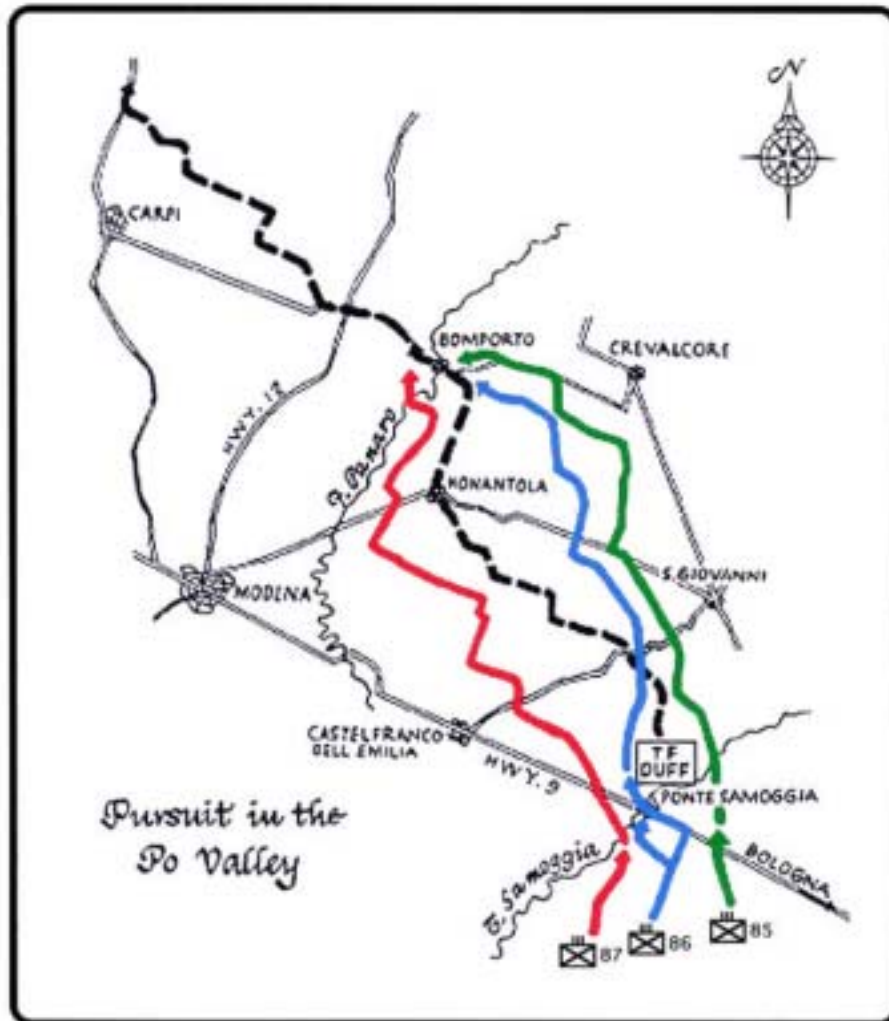 N
CARPI
BOMPORTO
CREVALCORE
HWY. 12
R. Panaro
NONANTOLA
S. GIOVANNI
MODENA
CASTELFRANCO
DELL EMILIA
HWY. 9
TF
DUFF
PONTE SAMOGGIA
BOLOGNA
Pursuit in the
Po Valley
T. Samoggia
87
86
85